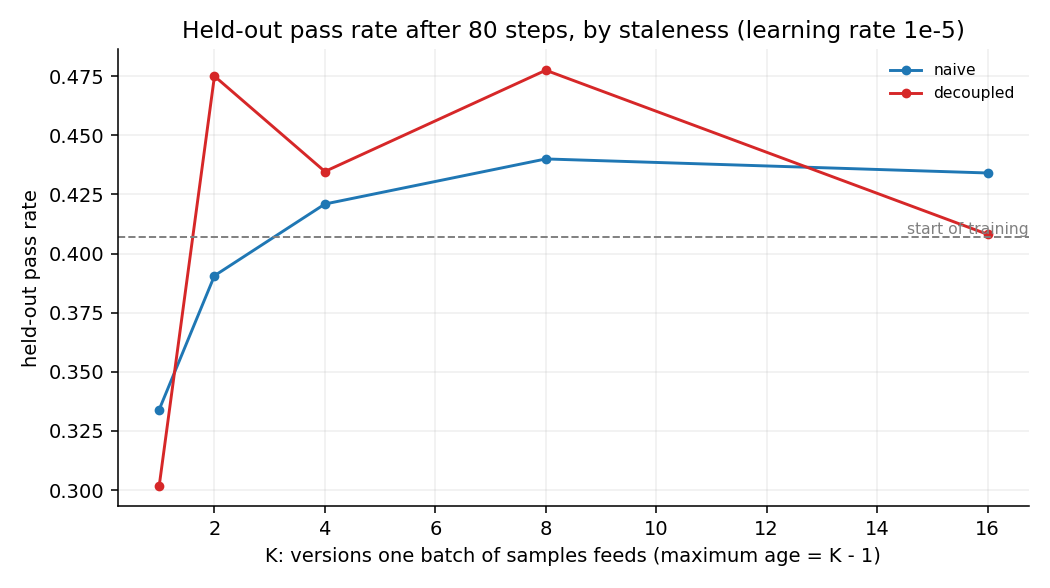 Held-out pass rate after 80 steps, by staleness (learning rate 1e-5)
naive
decoupled
0.475
0.450
0.425
0.400
0.375
0.350
0.325
0.300
held-out pass rate
start of training
2 4 6 8 10 12 14 16
K: versions one batch of samples feeds (maximum age = K - 1)